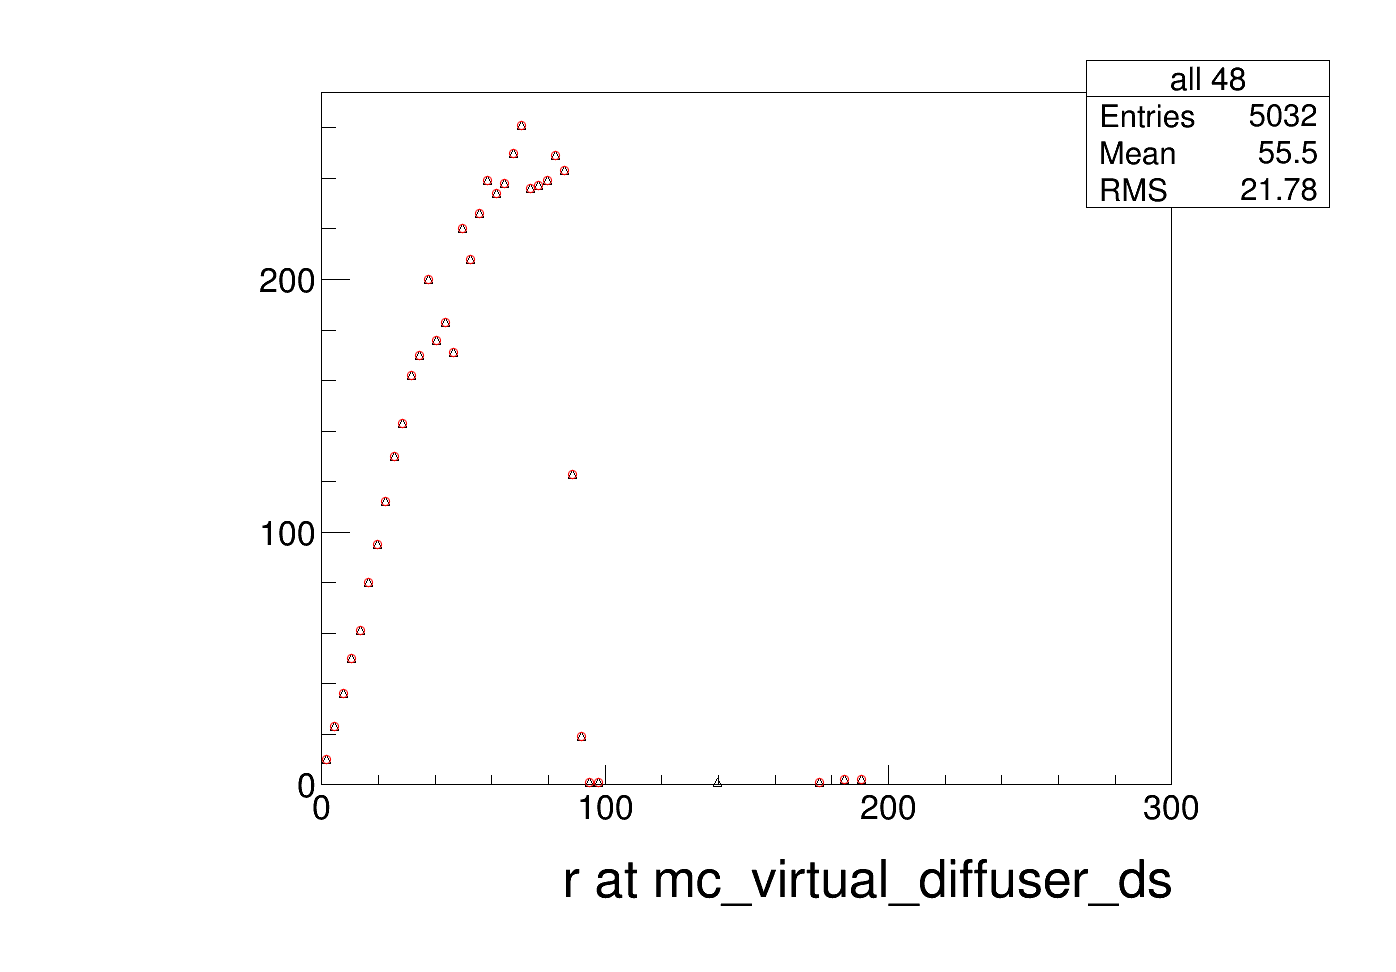 all 48
Entries 5032
Mean 55.5
RMS 21.78
200
100
0
0 100 200 300
r at mc_virtual_diffuser_ds